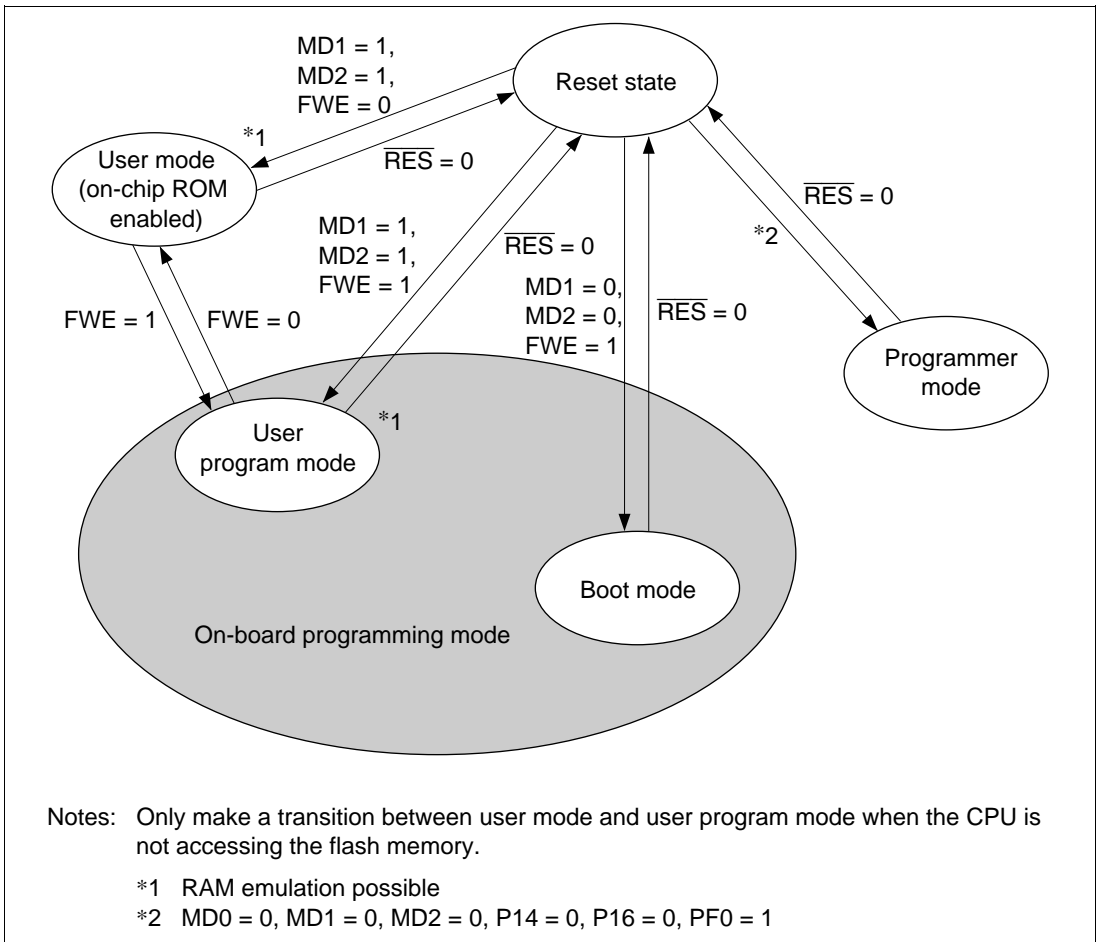 MD1 = 1,
MD2 = 1,
FWE = 0
Reset state
*1
RES = 0
User mode
(on-chip ROM
enabled)
RES = 0
*2
MD1 = 1,
MD2 = 1,
FWE = 1
RES = 0
MD1 = 0,
MD2 = 0,
FWE = 1
RES = 0
FWE = 1
FWE = 0
Programmer
mode
*1
User
program mode
Boot mode
On-board programming mode
Notes: Only make a transition between user mode and user program mode when the CPU is
not accessing the flash memory.
*1 RAM emulation possible
*2 MD0 = 0, MD1 = 0, MD2 = 0, P14 = 0, P16 = 0, PF0 = 1